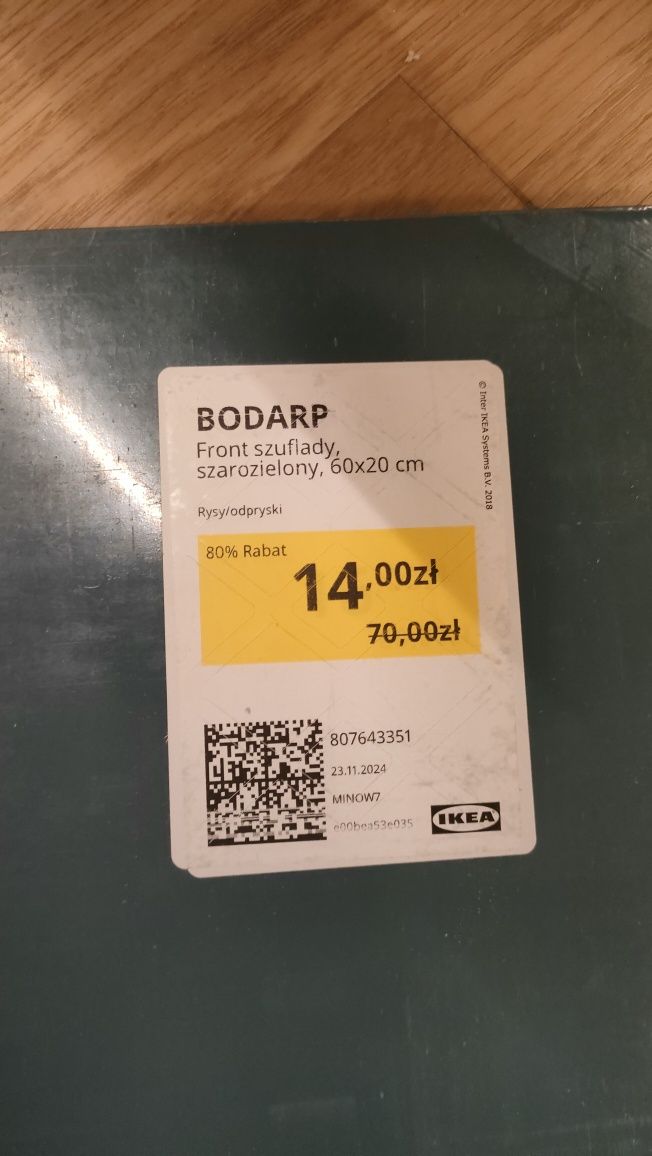 BODARP
Front szuflady,
szarozielony, 60x20 cm
© Inter IKEA Systems B.V. 2018
Rysy/odpryski
80% Rabat
14,00zł
70,00zł
807643351
23.11.2024
MINOW7
e00bea53e035
IKEA